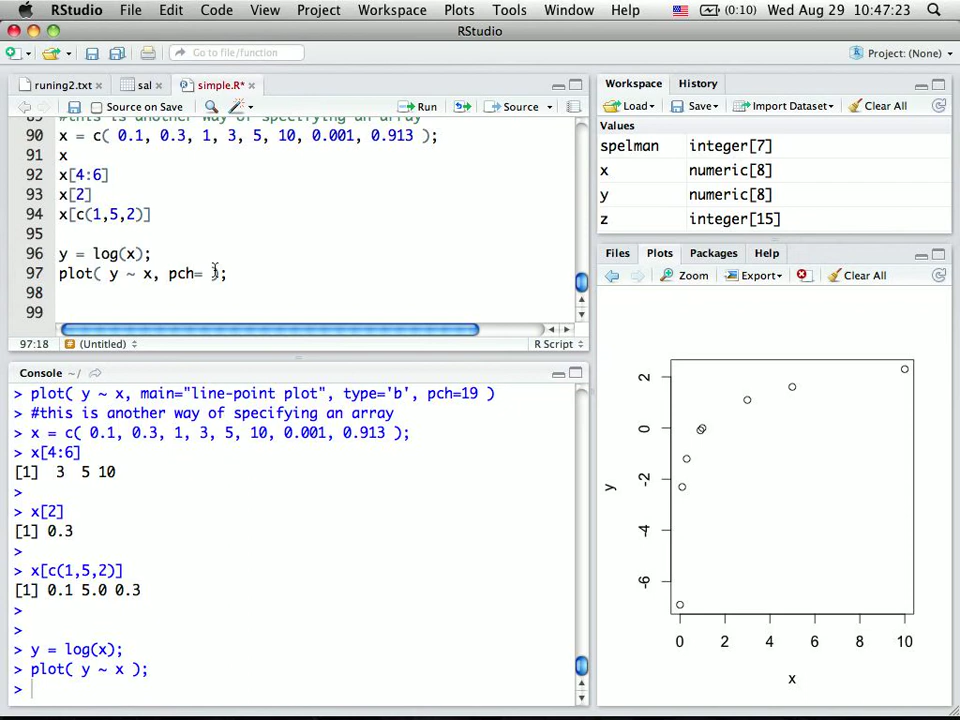 RStudio File Edit Code View Project Workspace Plots Tools Window Help (0:10) Wed Aug 29 10:47:23
RStudio
Go to file/function Project: (None)
runing2.txt sal simple.R*
Source on Save Run Source
#this is another way of specifying an array
90 x = c( 0.1, 0.3, 1, 3, 5, 10, 0.001, 0.913 );
91 x
92 x[4:6]
93 x[2]
94 x[c(1,5,2)]
95
96 y = log(x);
97 plot( y ~ x, pch= );
98
99
97:18 (Untitled) R Script
Console ~/
> plot( y ~ x, main="line-point plot", type='b', pch=19 )
> #this is another way of specifying an array
> x = c( 0.1, 0.3, 1, 3, 5, 10, 0.001, 0.913 );
> x[4:6]
[1] 3 5 10
>
> x[2]
[1] 0.3
>
> x[c(1,5,2)]
[1] 0.1 5.0 0.3
>
>
> y = log(x);
> plot( y ~ x );
>
Workspace History
Load Save Import Dataset Clear All
Values
spelman integer[7]
x numeric[8]
y numeric[8]
z integer[15]
Files Plots Packages Help
Zoom Export Clear All
2
0
-2
-4
-6
y
0 2 4 6 8 10
x